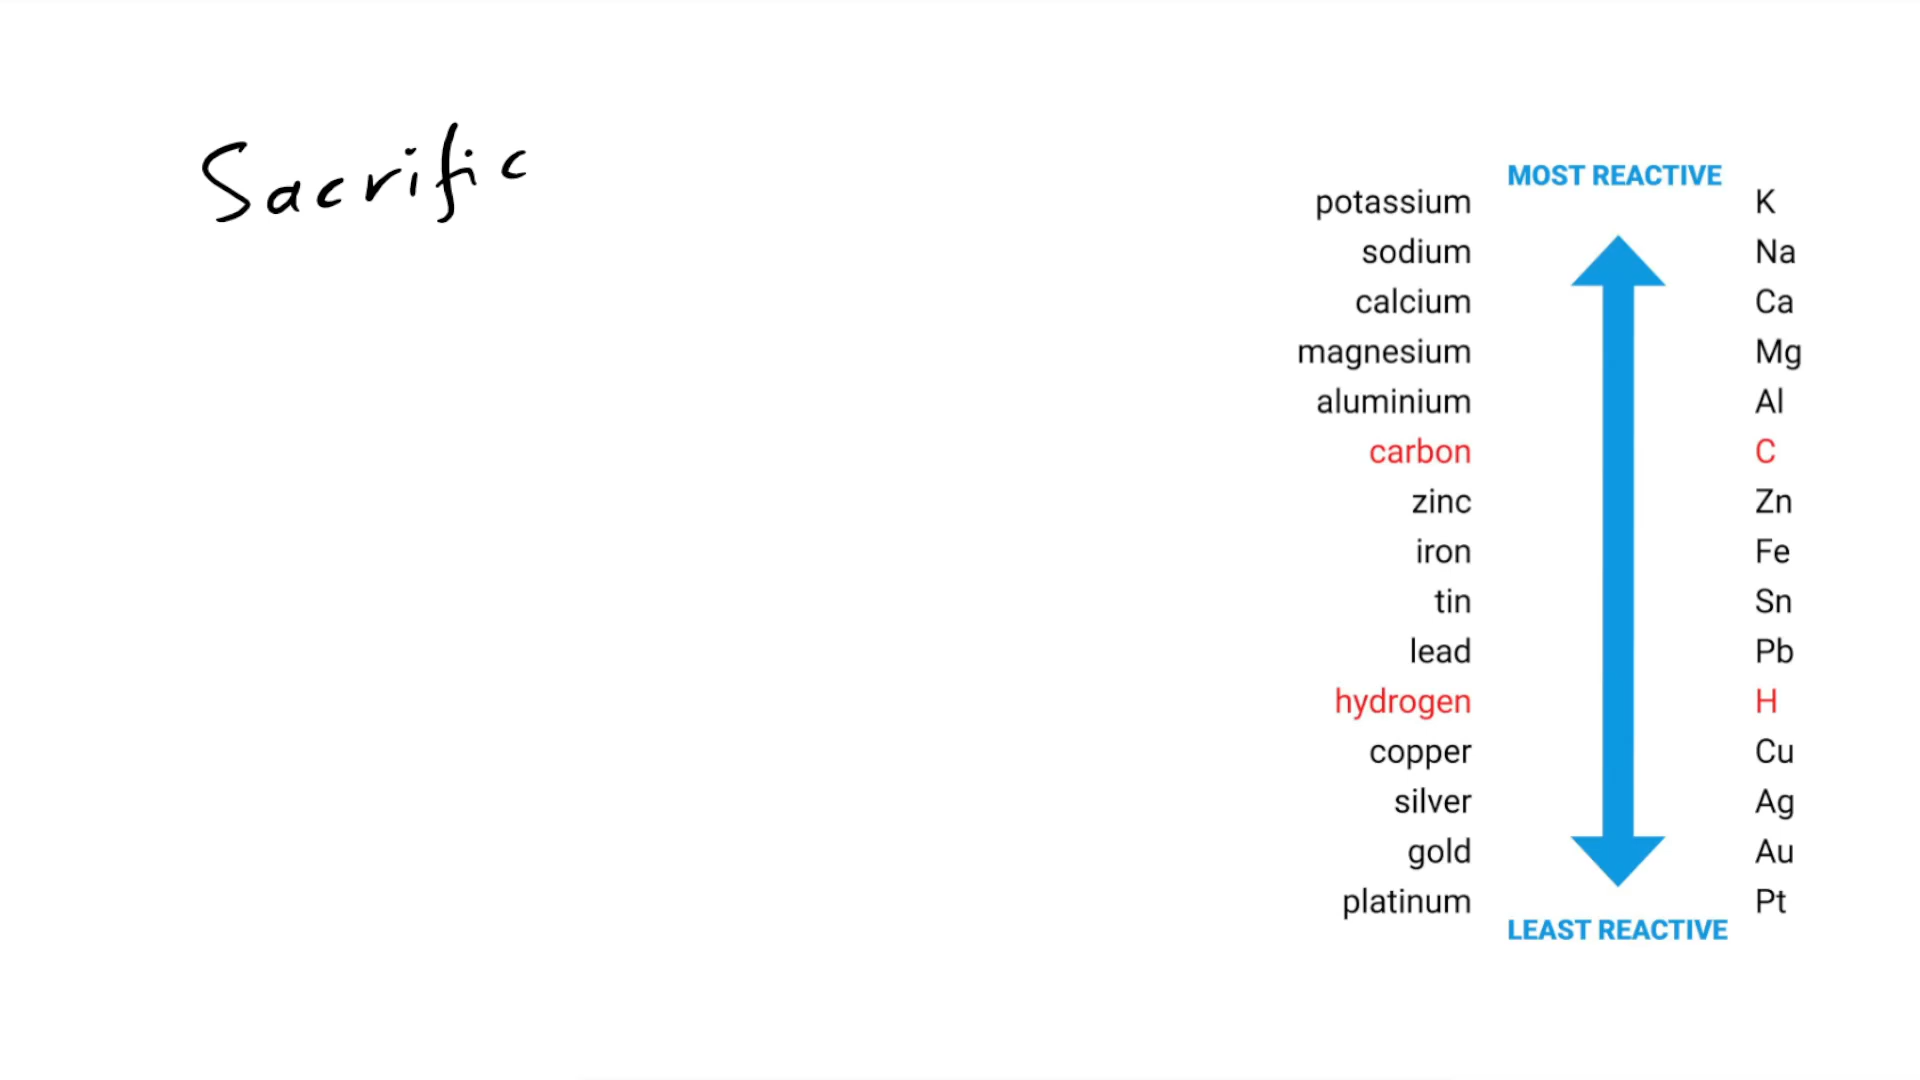 Sacrific
MOST REACTIVE
potassium K
sodium Na
calcium Ca
magnesium Mg
aluminium Al
carbon C
zinc Zn
iron Fe
tin Sn
lead Pb
hydrogen H
copper Cu
silver Ag
gold Au
platinum Pt
LEAST REACTIVE